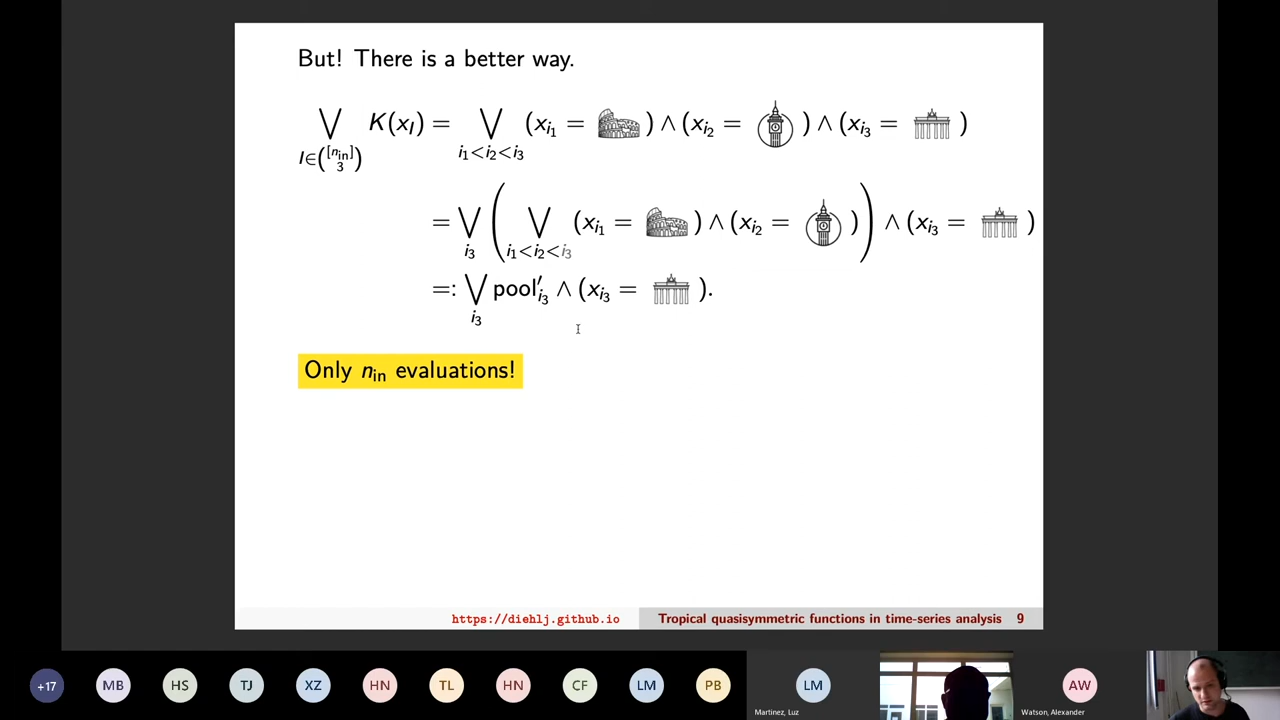 But! There is a better way.
⋁_{I∈([n_in] 3)} K(x_I) = ⋁_{i_1<i_2<i_3} (x_{i_1} = ) ∧ (x_{i_2} = ) ∧ (x_{i_3} = )
= ⋁_{i_3} ( ⋁_{i_1<i_2<i_3} (x_{i_1} = ) ∧ (x_{i_2} = ) ) ∧ (x_{i_3} = )
=: ⋁_{i_3} pool′_{i_3} ∧ (x_{i_3} = ).
Only n_in evaluations!
https://diehlj.github.io Tropical quasisymmetric functions in time-series analysis 9
+17 MB HS TJ XZ HN TL HN CF LM PB LM AW
Martinez, Luz Watson, Alexander